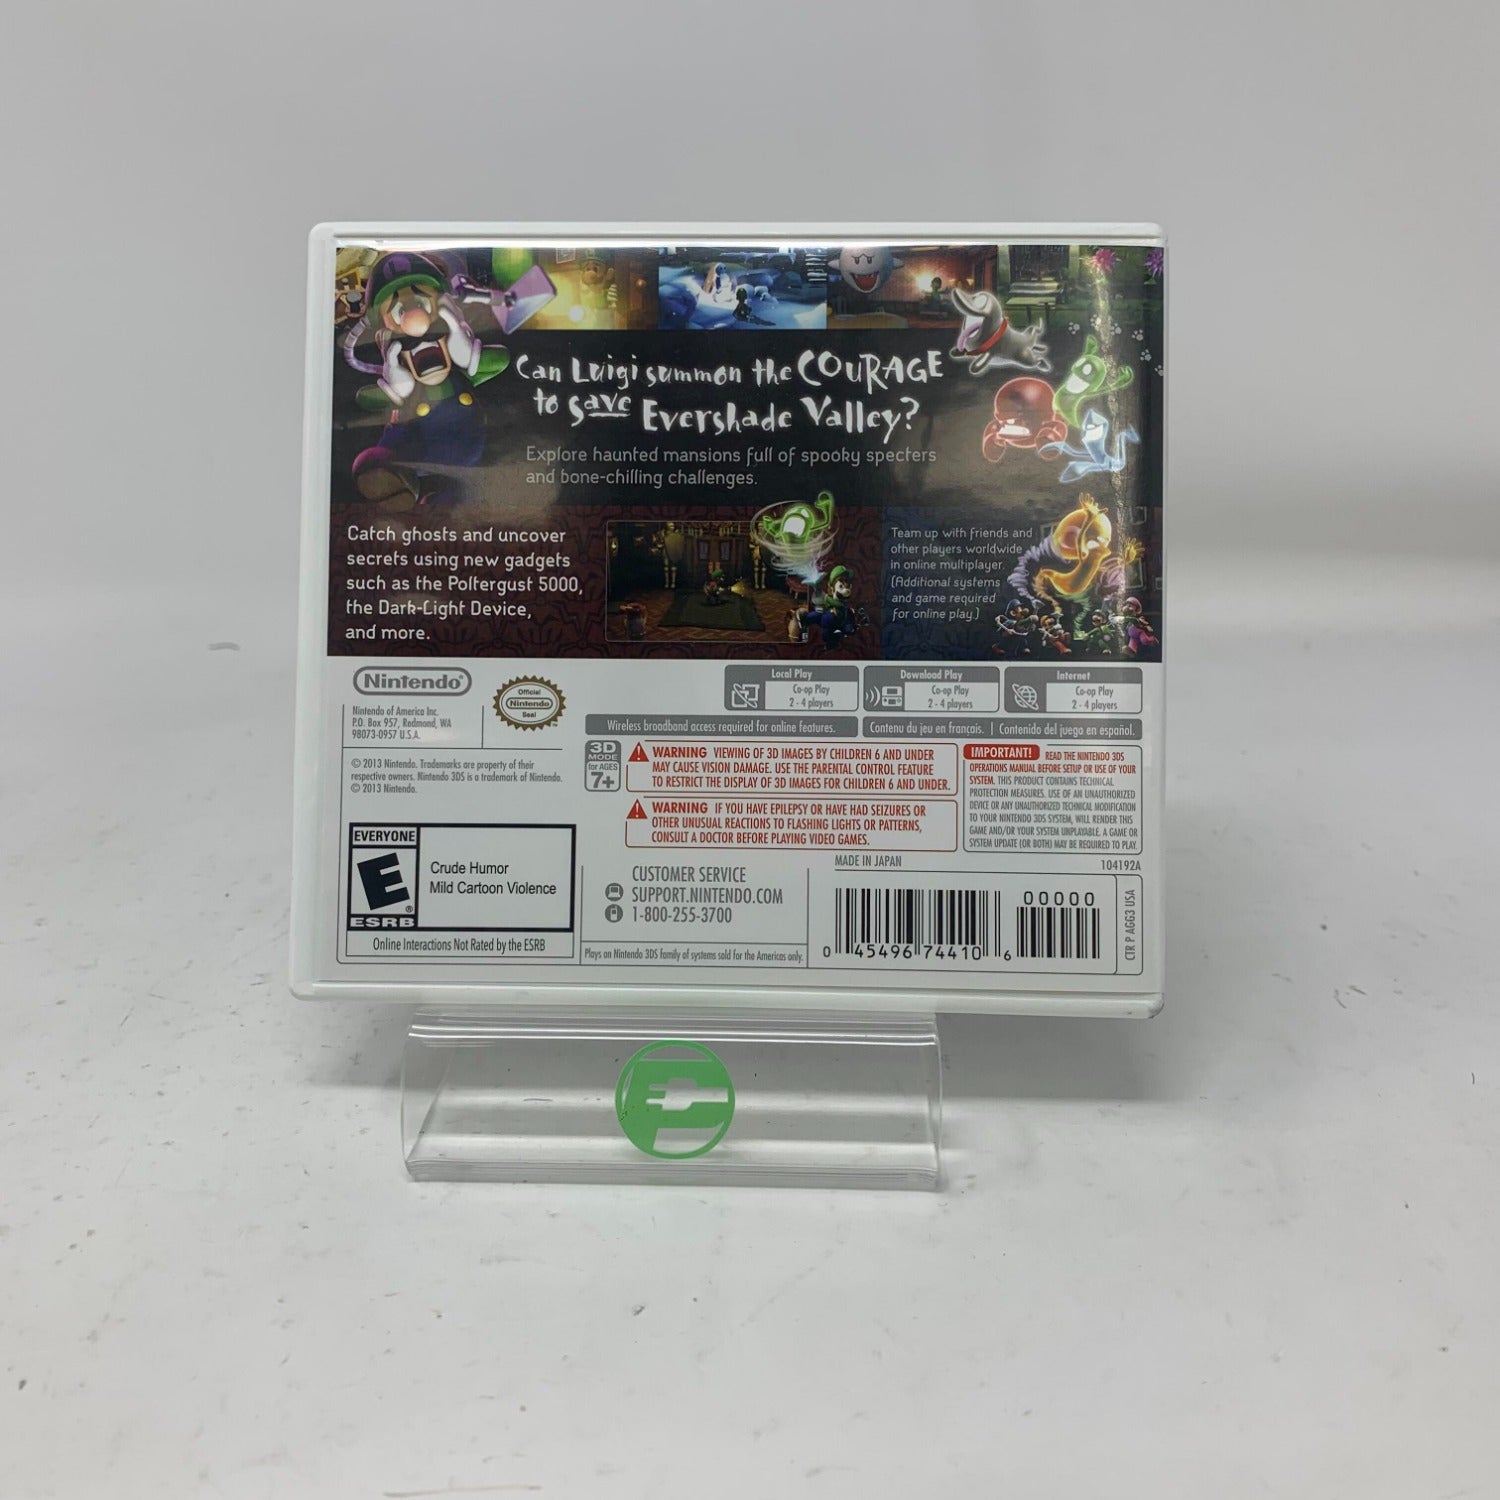 Can Luigi summon the COURAGE
to save Evershade Valley?
Explore haunted mansions full of spooky specters
and bone-chilling challenges.
Catch ghosts and uncover
secrets using new gadgets
such as the Poltergust 5000,
the Dark-Light Device,
and more.
Team up with friends and
other players worldwide
in online multiplayer.
(Additional systems
and game required
for online play.)
Nintendo®
Nintendo of America Inc.
P.O. Box 957, Redmond, WA
98073-0957 U.S.A.
Official
Nintendo
Seal
Local Play
Co-op Play
2 - 4 players
Download Play
Co-op Play
2 - 4 players
Internet
Co-op Play
2 - 4 players
Wireless broadband access required for online features.
Contenu du jeu en français. | Contenido del juego en español.
© 2013 Nintendo. Trademarks are property of their
respective owners. Nintendo 3DS is a trademark of Nintendo.
© 2013 Nintendo.
3D
MODE
for AGES
7+
WARNING VIEWING OF 3D IMAGES BY CHILDREN 6 AND UNDER
MAY CAUSE VISION DAMAGE. USE THE PARENTAL CONTROL FEATURE
TO RESTRICT THE DISPLAY OF 3D IMAGES FOR CHILDREN 6 AND UNDER.
WARNING IF YOU HAVE EPILEPSY OR HAVE HAD SEIZURES OR
OTHER UNUSUAL REACTIONS TO FLASHING LIGHTS OR PATTERNS,
CONSULT A DOCTOR BEFORE PLAYING VIDEO GAMES.
IMPORTANT! READ THE NINTENDO 3DS
OPERATIONS MANUAL BEFORE SETUP OR USE OF YOUR
SYSTEM. THIS PRODUCT CONTAINS TECHNICAL
PROTECTION MEASURES. USE OF AN UNAUTHORIZED
DEVICE OR ANY UNAUTHORIZED TECHNICAL MODIFICATION
TO YOUR NINTENDO 3DS SYSTEM, WILL RENDER THIS
GAME AND/OR YOUR SYSTEM UNPLAYABLE. A GAME OR
SYSTEM UPDATE (OR BOTH) MAY BE REQUIRED TO PLAY.
EVERYONE
E
®
ESRB
Crude Humor
Mild Cartoon Violence
Online Interactions Not Rated by the ESRB
CUSTOMER SERVICE
SUPPORT.NINTENDO.COM
1-800-255-3700
Plays on Nintendo 3DS family of systems sold for the Americas only.
MADE IN JAPAN
104192A
00000
0 45496 74410 6
CTR P AGG3 USA